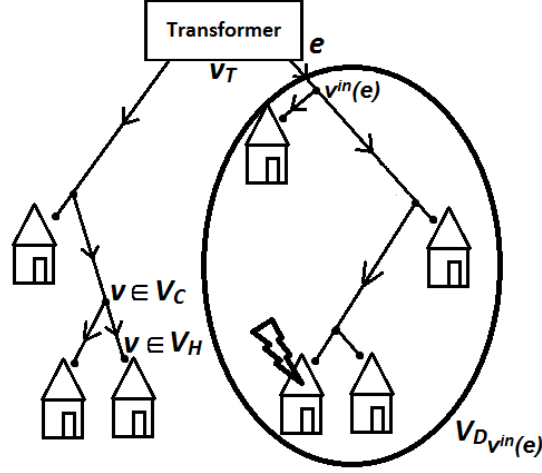 Transformer
e
v_T
v^in(e)
v ∈ V_C
v ∈ V_H
V_D_v^in(e)